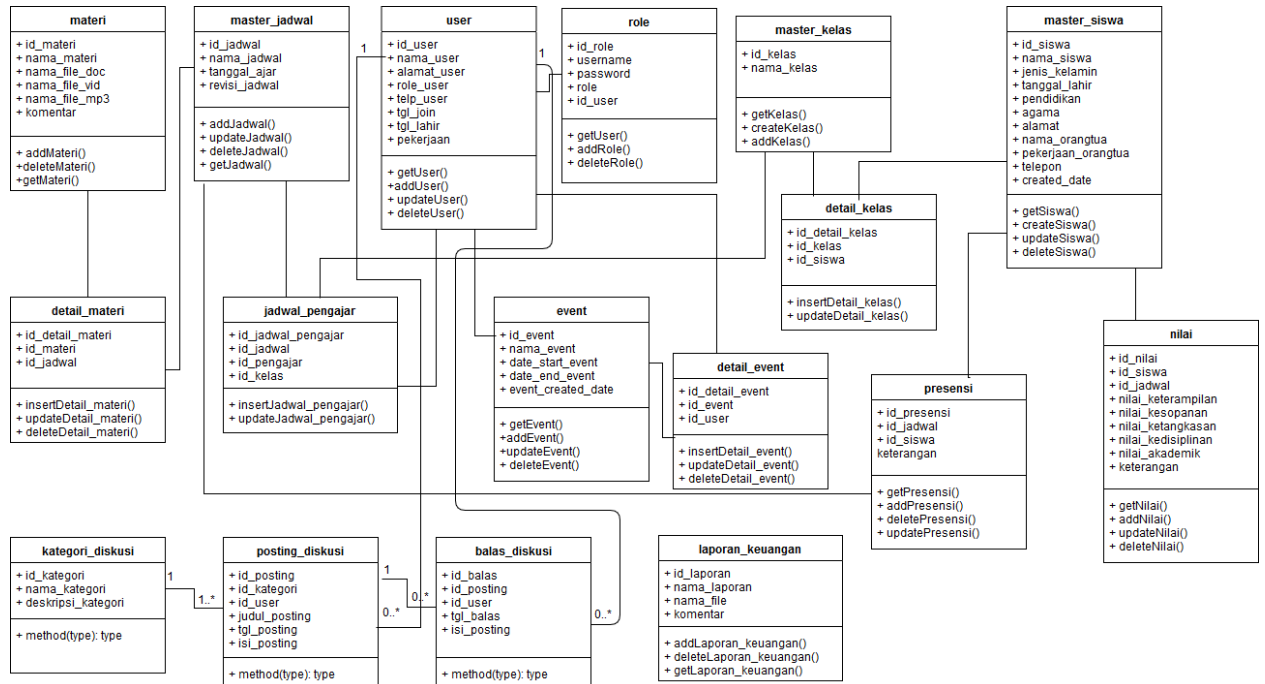 materi
+ id_materi
+ nama_materi
+ nama_file_doc
+ nama_file_vid
+ nama_file_mp3
+ komentar
+ addMateri()
+deleteMateri()
+getMateri()
master_jadwal
+ id_jadwal
+ nama_jadwal
+ tanggal_ajar
+ revisi_jadwal
+ addJadwal()
+ updateJadwal()
+ deleteJadwal()
+ getJadwal()
user
+ id_user
+ nama_user
+ alamat_user
+ role_user
+ telp_user
+ tgl_join
+ tgl_lahir
+ pekerjaan
+ getUser()
+addUser()
+ updateUser()
+ deleteUser()
1
1
role
+ id_role
+ username
+ password
+ role
+ id_user
+ getUser()
+ addRole()
+ deleteRole()
master_kelas
+ id_kelas
+ nama_kelas
+ getKelas()
+ createKelas()
+ addKelas()
master_siswa
+ id_siswa
+ nama_siswa
+ jenis_kelamin
+ tanggal_lahir
+ pendidikan
+ agama
+ alamat
+ nama_orangtua
+ pekerjaan_orangtua
+ telepon
+ created_date
+ getSiswa()
+ createSiswa()
+ updateSiswa()
+ deleteSiswa()
detail_kelas
+ id_detail_kelas
+ id_kelas
+ id_siswa
+ insertDetail_kelas()
+ updateDetail_kelas()
detail_materi
+ id_detail_materi
+ id_materi
+ id_jadwal
+ insertDetail_materi()
+ updateDetail_materi()
+ deleteDetail_materi()
jadwal_pengajar
+ id_jadwal_pengajar
+ id_jadwal
+ id_pengajar
+ id_kelas
+ insertJadwal_pengajar()
+ updateJadwal_pengajar()
event
+ id_event
+ nama_event
+ date_start_event
+ date_end_event
+ event_created_date
+ getEvent()
+addEvent()
+updateEvent()
+ deleteEvent()
detail_event
+ id_detail_event
+ id_event
+ id_user
+ insertDetail_event()
+ updateDetail_event()
+ deleteDetail_event()
presensi
+ id_presensi
+ id_jadwal
+ id_siswa
keterangan
+ getPresensi()
+ addPresensi()
+ deletePresensi()
+ updatePresensi()
nilai
+ id_nilai
+ id_siswa
+ id_jadwal
+ nilai_keterampilan
+ nilai_kesopanan
+ nilai_ketangkasan
+ nilai_kedisiplinan
+ nilai_akademik
+ keterangan
+ getNilai()
+ addNilai()
+ updateNilai()
+ deleteNilai()
kategori_diskusi
+ id_kategori
+ nama_kategori
+ deskripsi_kategori
+ method(type): type
1
1..*
posting_diskusi
+ id_posting
+ id_kategori
+ id_user
+ judul_posting
+ tgl_posting
+ isi_posting
+ method(type): type
1
0..*
0..*
balas_diskusi
+ id_balas
+ id_posting
+ id_user
+ tgl_balas
+ isi_posting
+ method(type): type
0..*
laporan_keuangan
+ id_laporan
+ nama_laporan
+ nama_file
+ komentar
+ addLaporan_keuangan()
+ deleteLaporan_keuangan()
+ getLaporan_keuangan()